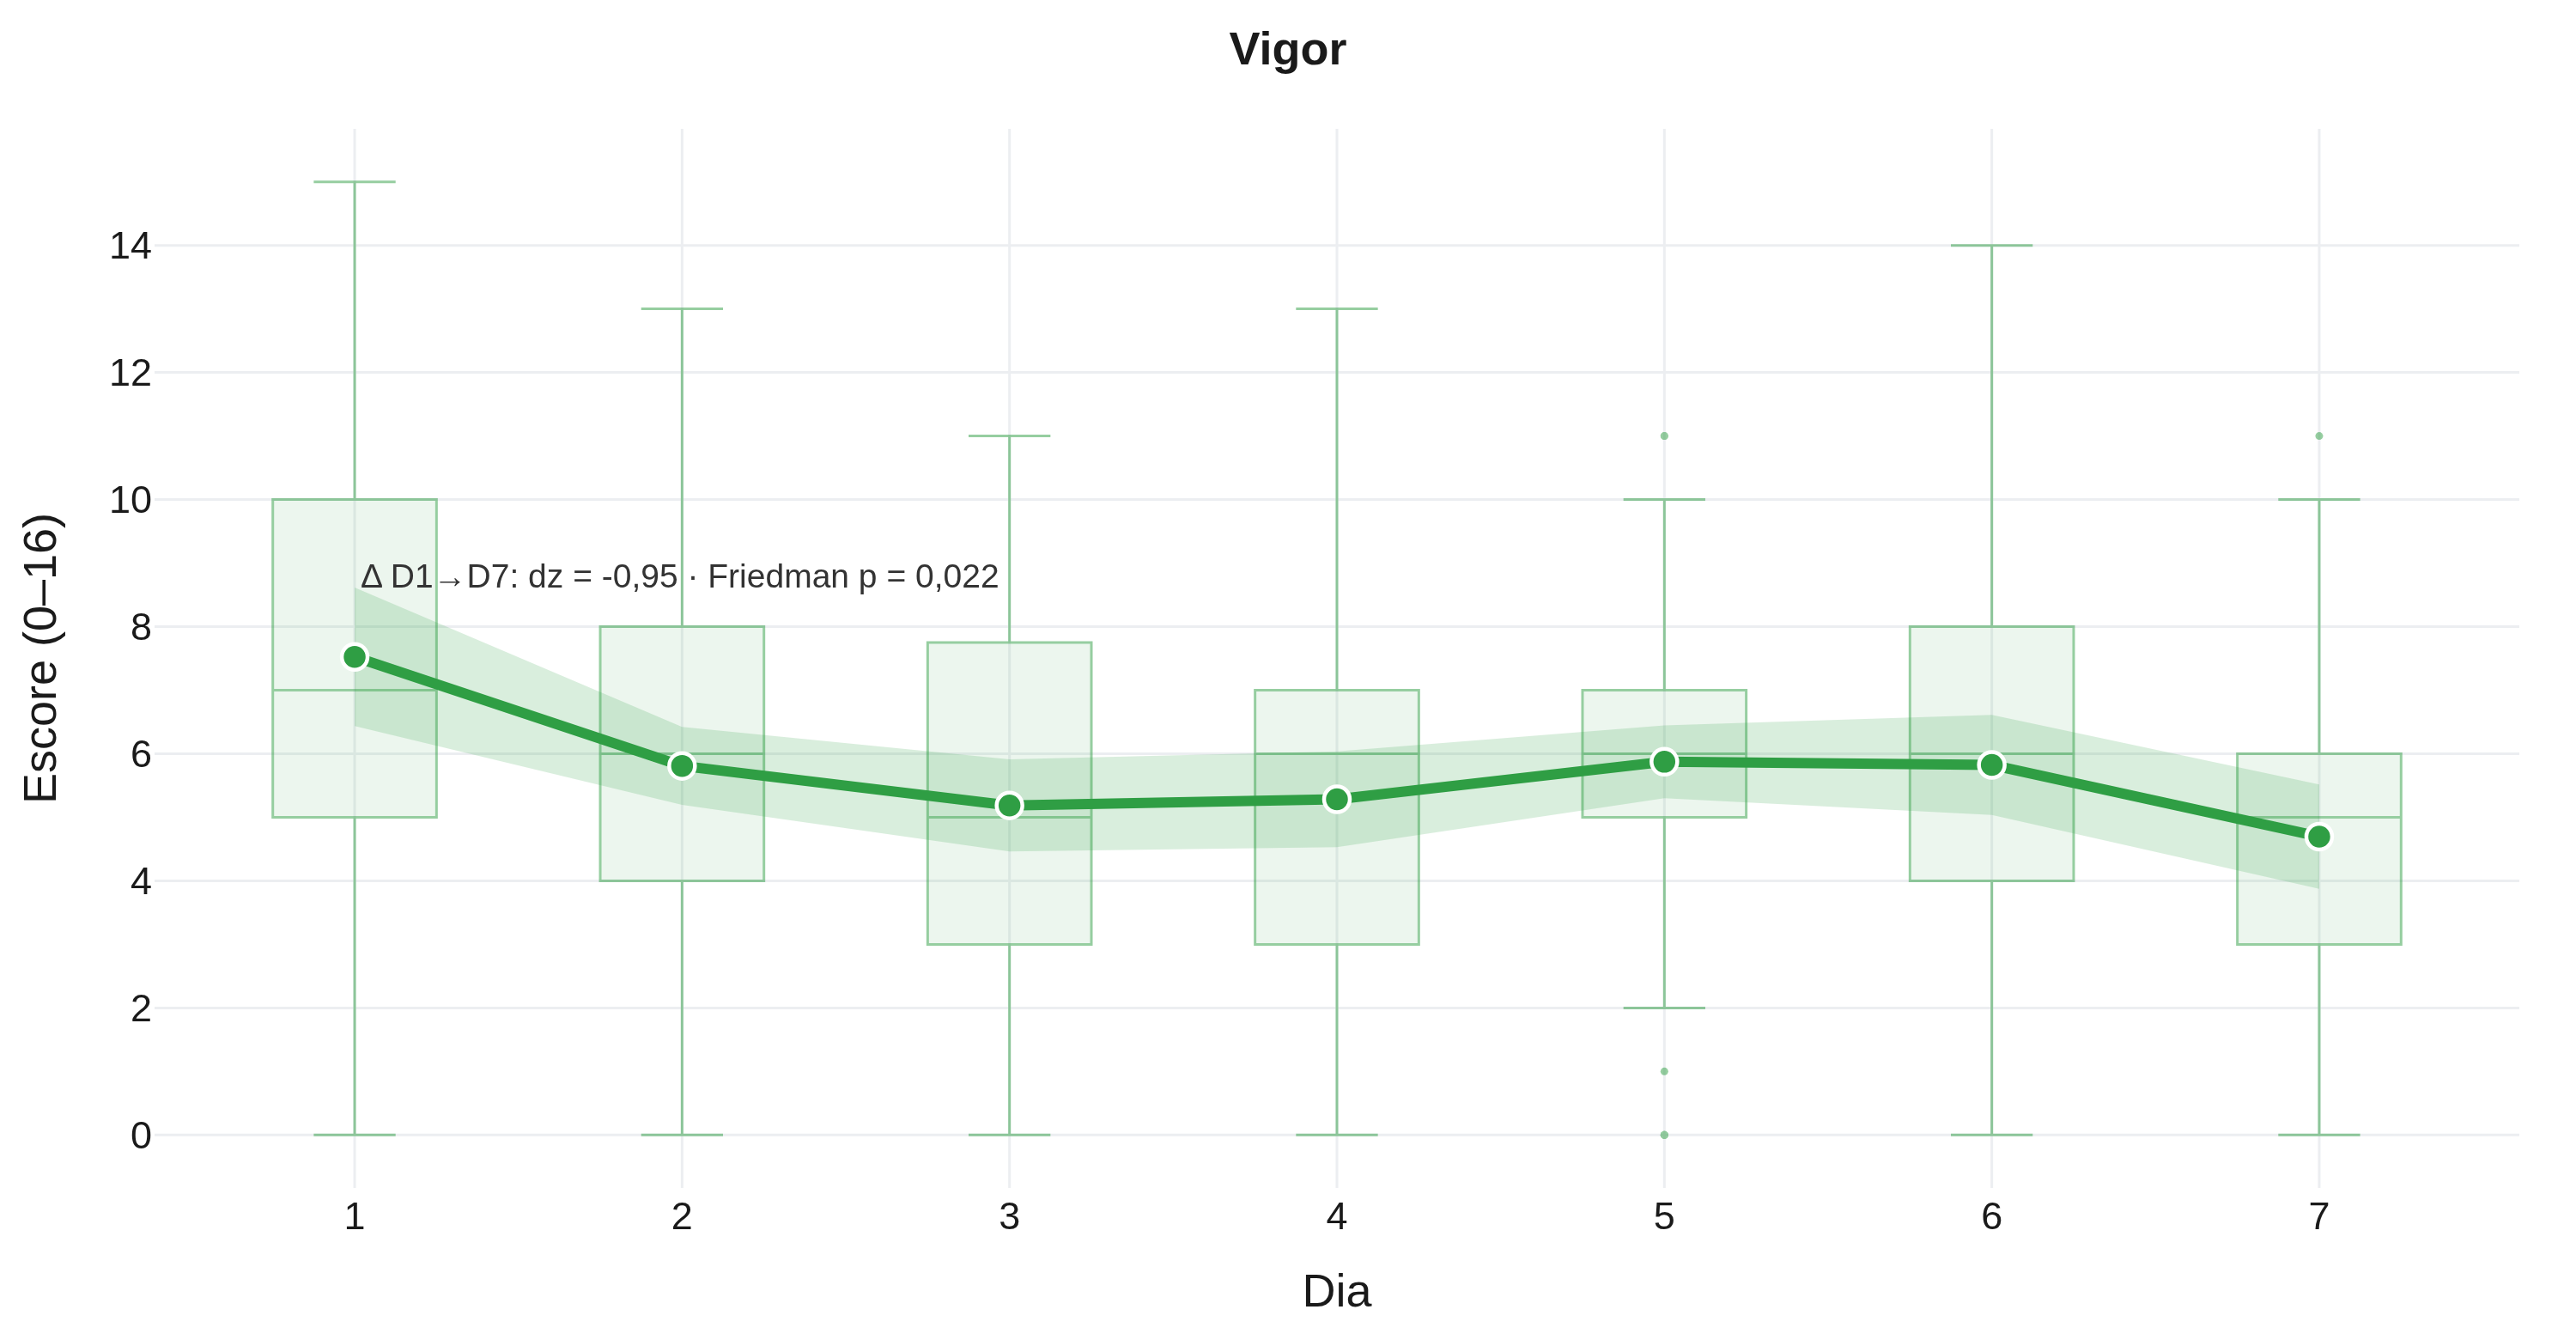 Vigor
Escore (0–16)
14
12
10
8
6
4
2
0
Δ D1→D7: dz = -0,95 · Friedman p = 0,022
1 2 3 4 5 6 7
Dia